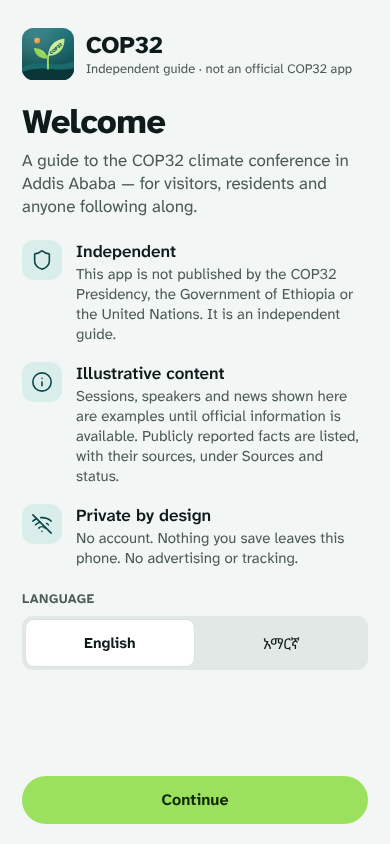 COP32
Independent guide · not an official COP32 app
Welcome
A guide to the COP32 climate conference in
Addis Ababa — for visitors, residents and
anyone following along.
Independent
This app is not published by the COP32
Presidency, the Government of Ethiopia or
the United Nations. It is an independent
guide.
Illustrative content
Sessions, speakers and news shown here
are examples until official information is
available. Publicly reported facts are listed,
with their sources, under Sources and
status.
Private by design
No account. Nothing you save leaves this
phone. No advertising or tracking.
LANGUAGE
English
አማርኛ
Continue